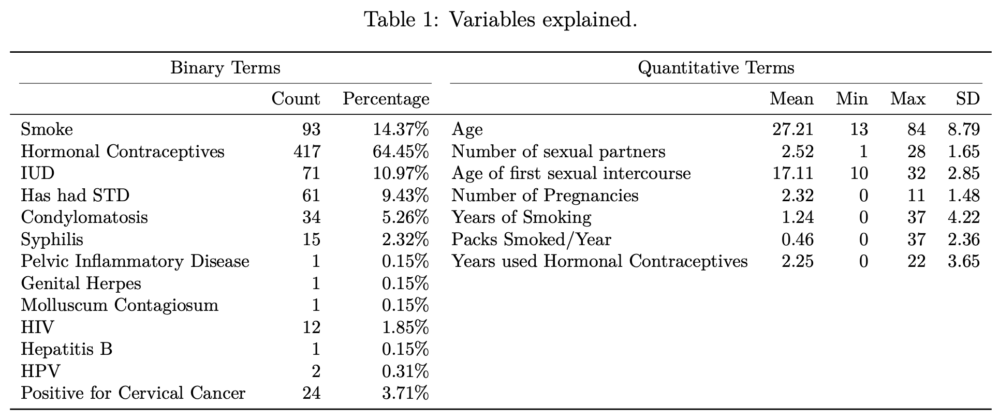 Table 1: Variables explained.
Binary Terms Quantitative Terms
Count Percentage Mean Min Max SD
Smoke 93 14.37% Age 27.21 13 84 8.79
Hormonal Contraceptives 417 64.45% Number of sexual partners 2.52 1 28 1.65
IUD 71 10.97% Age of first sexual intercourse 17.11 10 32 2.85
Has had STD 61 9.43% Number of Pregnancies 2.32 0 11 1.48
Condylomatosis 34 5.26% Years of Smoking 1.24 0 37 4.22
Syphilis 15 2.32% Packs Smoked/Year 0.46 0 37 2.36
Pelvic Inflammatory Disease 1 0.15% Years used Hormonal Contraceptives 2.25 0 22 3.65
Genital Herpes 1 0.15%
Molluscum Contagiosum 1 0.15%
HIV 12 1.85%
Hepatitis B 1 0.15%
HPV 2 0.31%
Positive for Cervical Cancer 24 3.71%